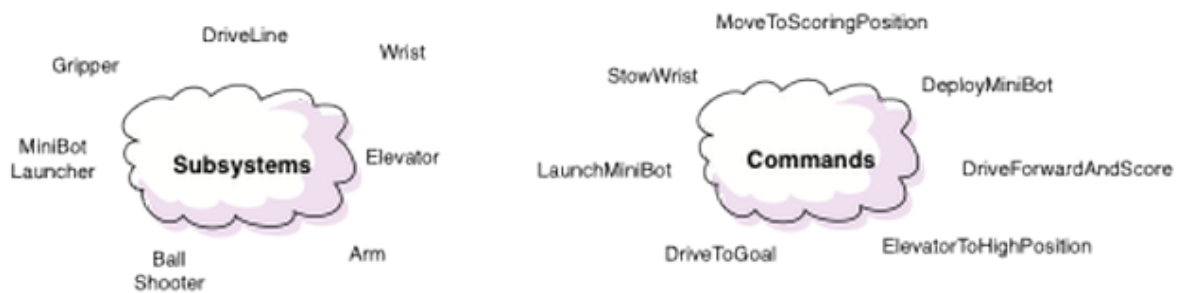 DriveLine
Wrist
Gripper
MiniBot
Launcher
Subsystems
Elevator
Ball
Shooter
Arm
MoveToScoringPosition
StowWrist
DeployMiniBot
LaunchMiniBot
Commands
DriveForwardAndScore
DriveToGoal
ElevatorToHighPosition